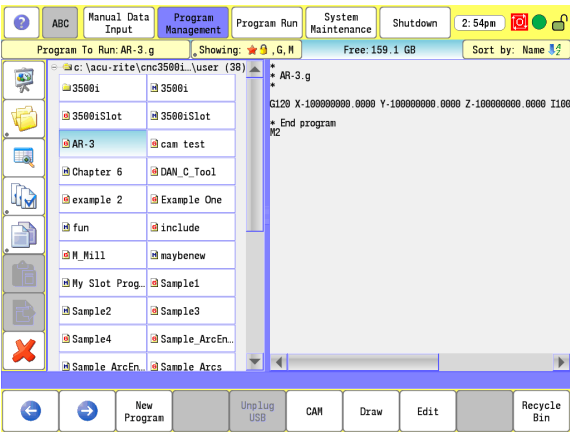 ?
ABC
Manual Data
Input
Program
Management
Program Run
System
Maintenance
Shutdown
2:54pm
Program To Run: AR-3.g
Showing: , G, M
Free: 159.1 GB
Sort by: Name
c: \acu-rite\cnc3500i…\user (38)
3500i
3500i
3500iSlot
3500iSlot
AR-3
cam test
Chapter 6
DAN_C_Tool
example 2
Example One
fun
include
M_Mill
maybenew
My Slot Prog…
Sample1
Sample2
Sample3
Sample4
Sample_ArcEn…
Sample ArcEn…
Sample Arcs
*
* AR-3.g
*
G120 X-100000000.0000 Y-100000000.0000 Z-100000000.0000 I100
* End program
M2
New
Program
Unplug
USB
CAM
Draw
Edit
Recycle
Bin